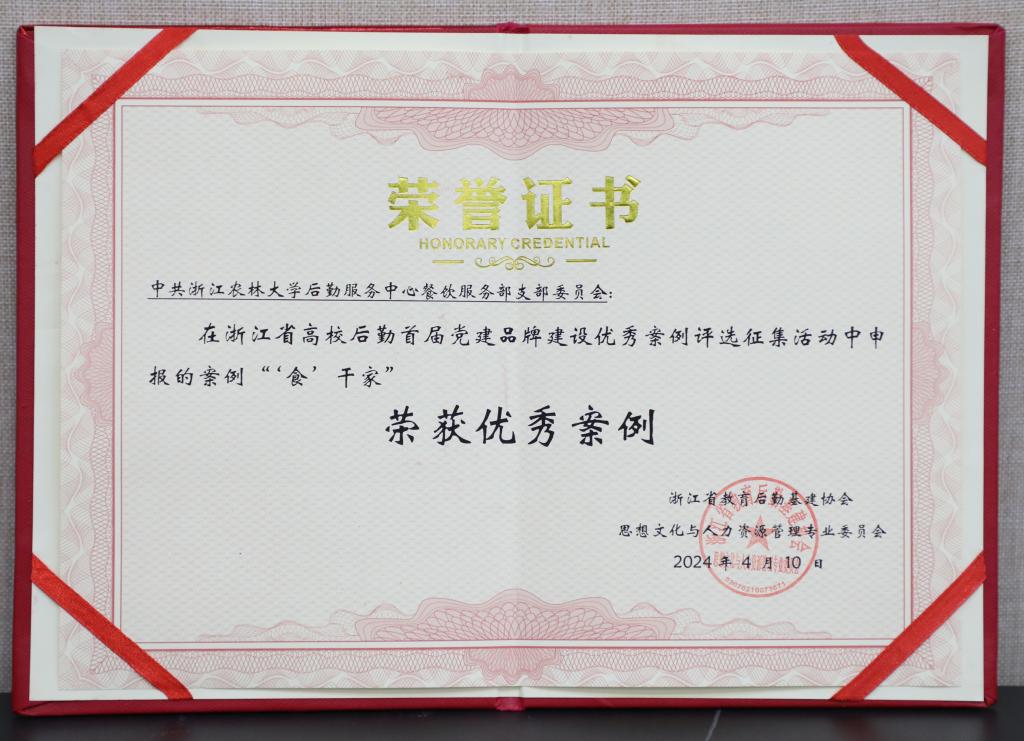 荣誉证书
HONORARY CREDENTIAL
中共浙江农林大学后勤服务中心餐饮服务部支部委员会:
在浙江省高校后勤首届党建品牌建设优秀案例评选征集活动中申
报的案例“‘食’干家”
荣获优秀案例
浙江省教育后勤基建协会
思想文化与人力资源管理专业委员会
2024年4月10日